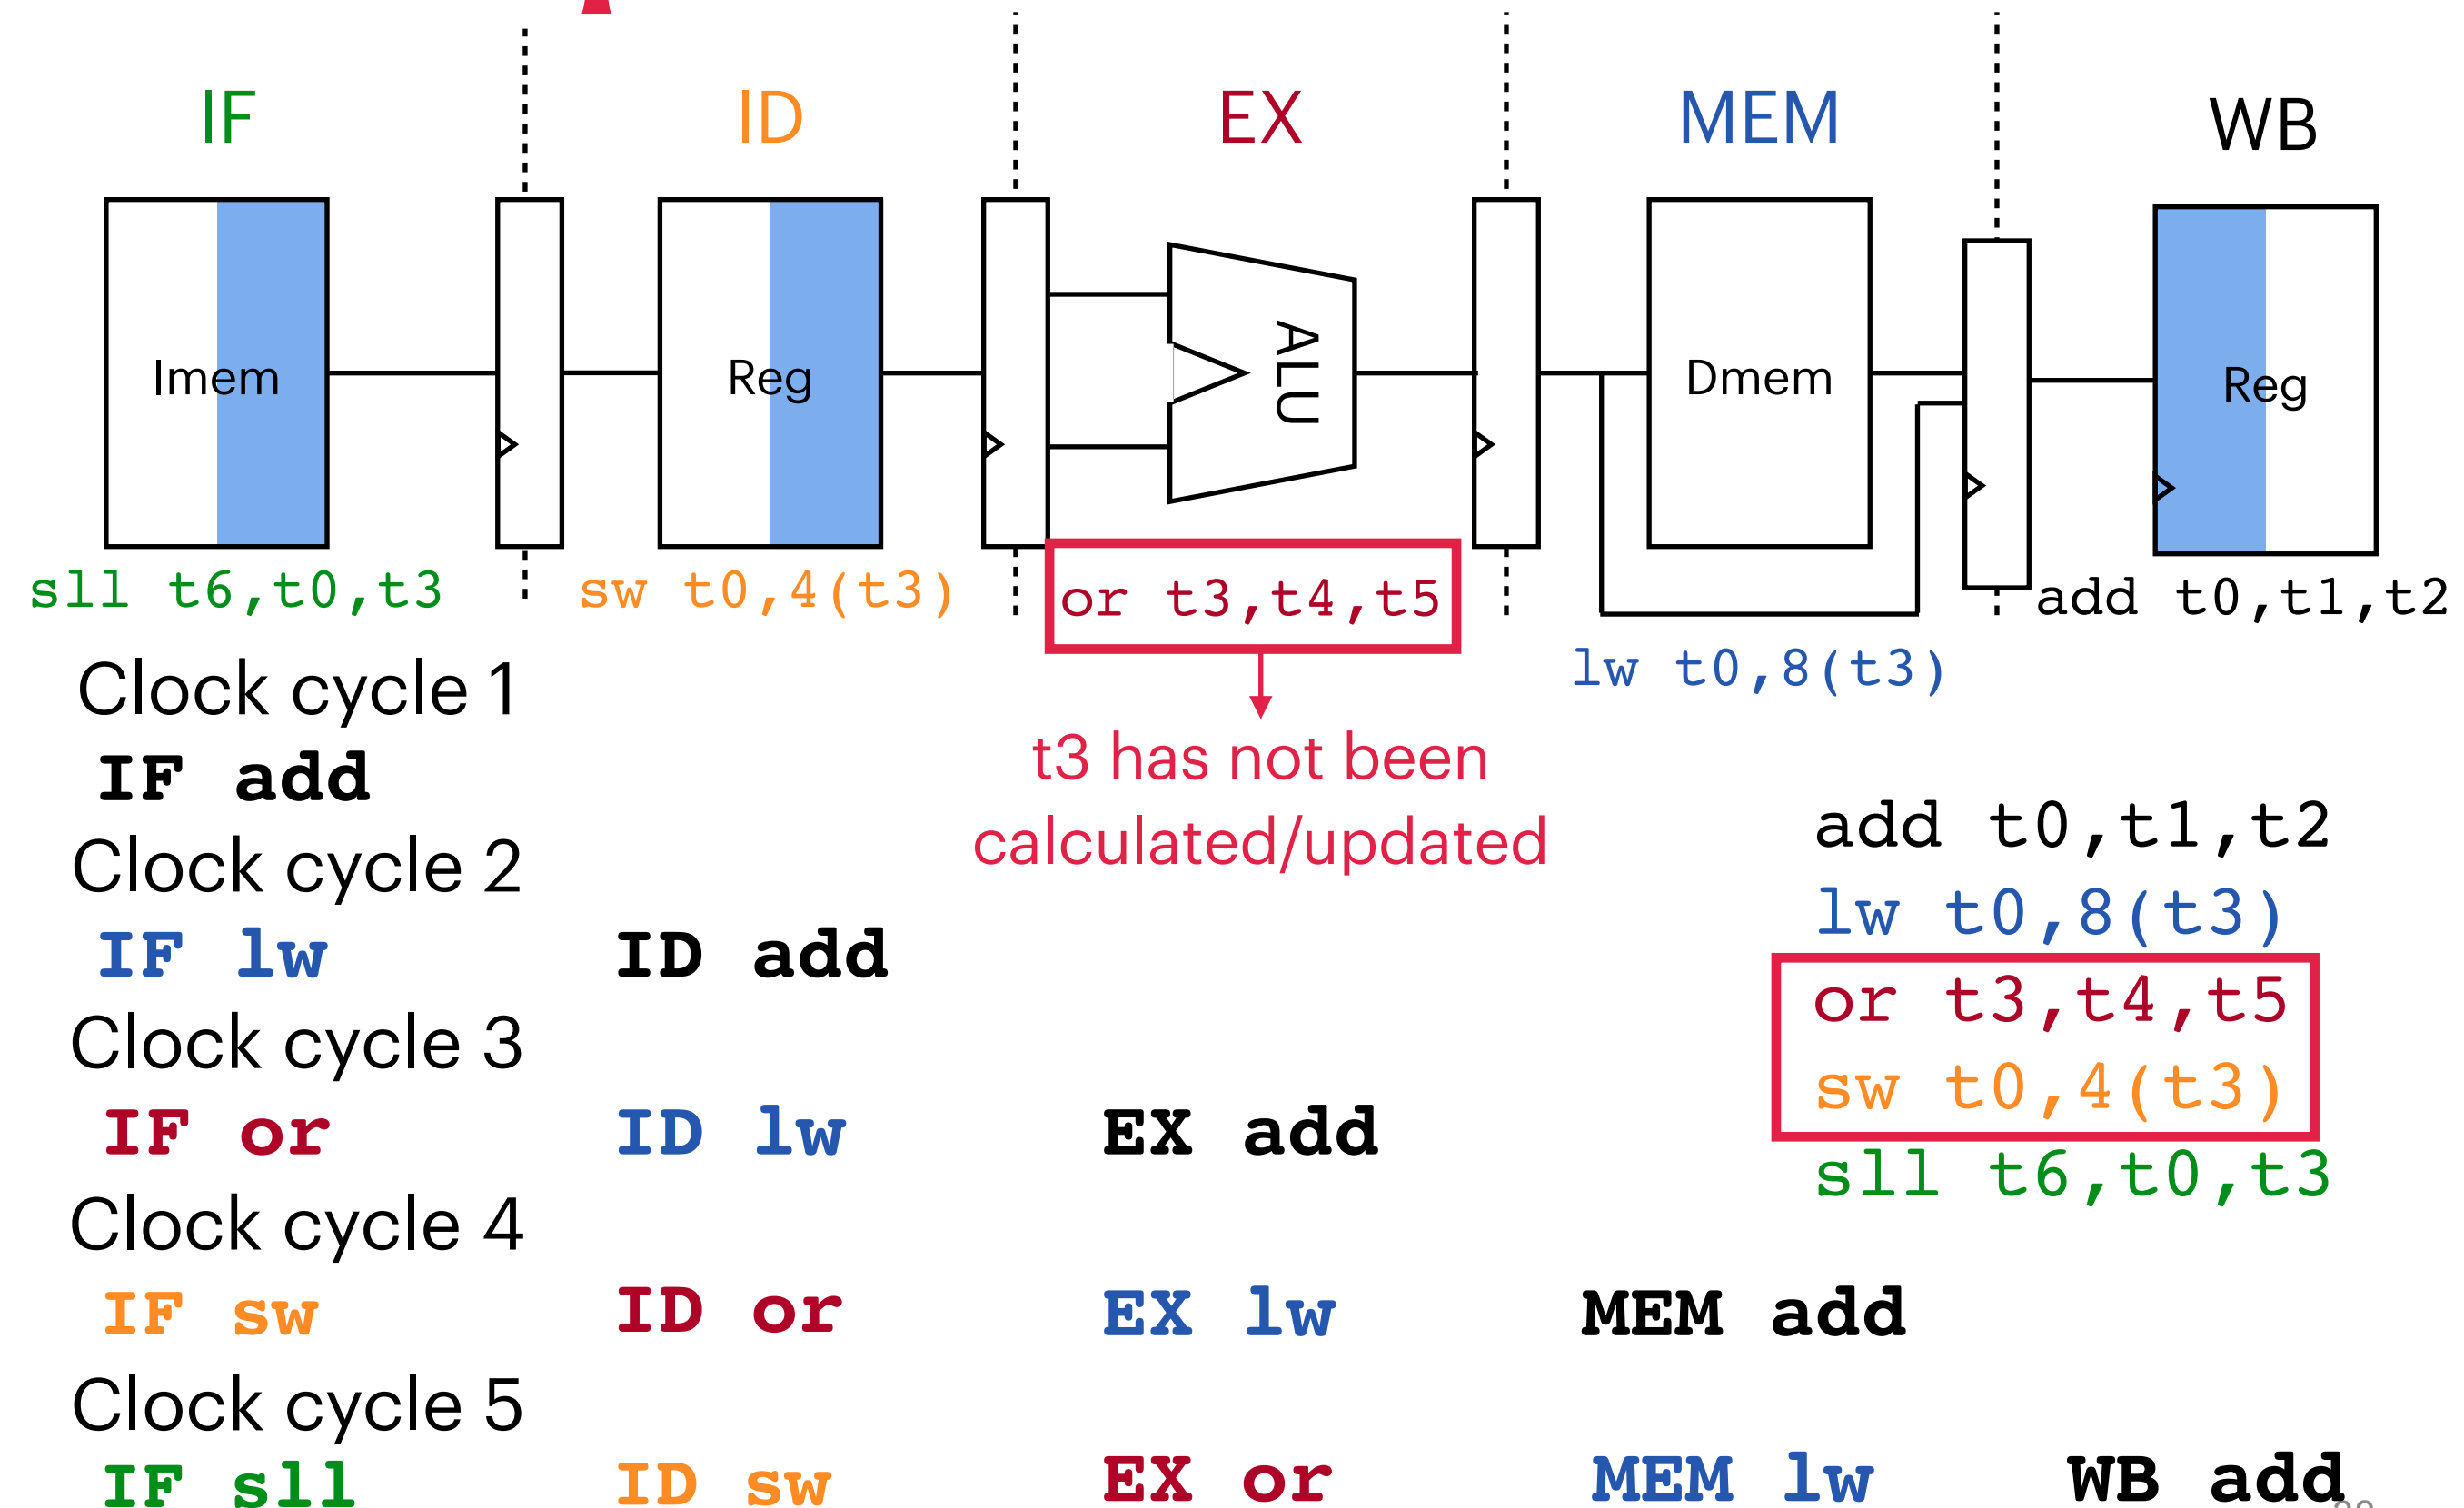 IF ID EX MEM WB
Imem Reg ALU Dmem Reg
sll t6,t0,t3
sw t0,4(t3)
or t3,t4,t5
add t0,t1,t2
lw t0,8(t3)
t3 has not been
calculated/updated
Clock cycle 1
IF add
Clock cycle 2
IF lw ID add
Clock cycle 3
IF or ID lw EX add
Clock cycle 4
IF sw ID or EX lw MEM add
Clock cycle 5
IF sll ID sw EX or MEM lw WB add
add t0,t1,t2
lw t0,8(t3)
or t3,t4,t5
sw t0,4(t3)
sll t6,t0,t3